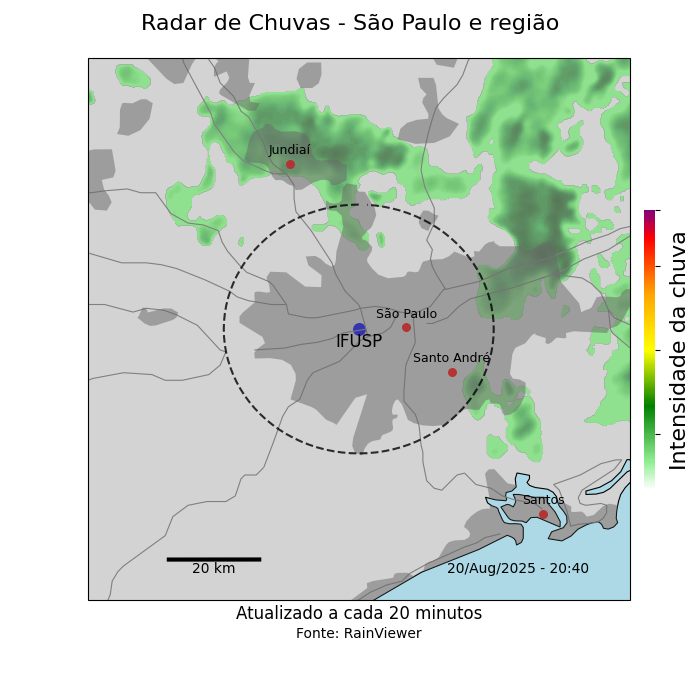 Radar de Chuvas - São Paulo e região
Jundiaí
São Paulo
IFUSP
Santo André
Santos
20 km
20/Aug/2025 - 20:40
Intensidade da chuva
Atualizado a cada 20 minutos
Fonte: RainViewer